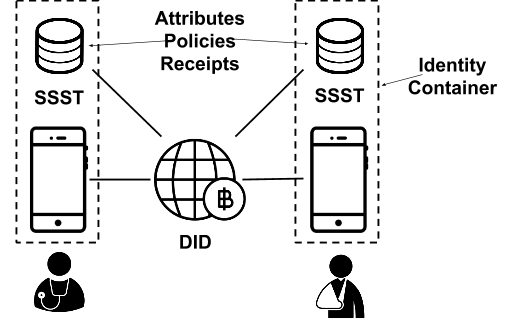 Attributes
Policies
Receipts
SSST
SSST
Identity
Container
DID